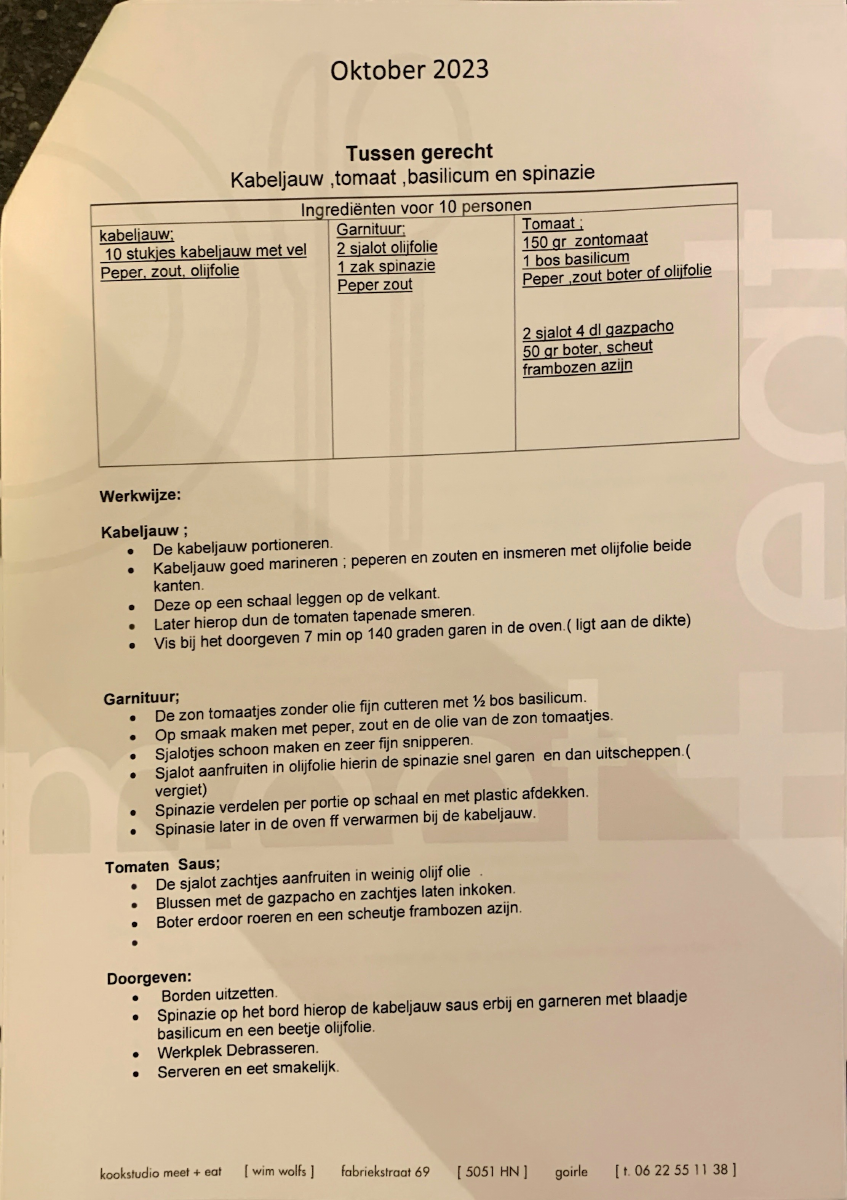 Oktober 2023
Tussen gerecht
Kabeljauw ,tomaat ,basilicum en spinazie
Ingrediënten voor 10 personen
kabeljauw;
10 stukjes kabeljauw met vel
Peper, zout, olijfolie
Garnituur;
2 sjalot olijfolie
1 zak spinazie
Peper zout
Tomaat ;
150 gr zontomaat
1 bos basilicum
Peper ,zout boter of olijfolie
2 sjalot 4 dl gazpacho
50 gr boter, scheut
frambozen azijn
Werkwijze:
Kabeljauw ;
• De kabeljauw portioneren.
• Kabeljauw goed marineren ; peperen en zouten en insmeren met olijfolie beide
kanten.
• Deze op een schaal leggen op de velkant.
• Later hierop dun de tomaten tapenade smeren.
• Vis bij het doorgeven 7 min op 140 graden garen in de oven.( ligt aan de dikte)
Garnituur;
• De zon tomaatjes zonder olie fijn cutteren met ½ bos basilicum.
• Op smaak maken met peper, zout en de olie van de zon tomaatjes.
• Sjalotjes schoon maken en zeer fijn snipperen.
• Sjalot aanfruiten in olijfolie hierin de spinazie snel garen en dan uitscheppen.(
vergiet)
• Spinazie verdelen per portie op schaal en met plastic afdekken.
• Spinasie later in de oven ff verwarmen bij de kabeljauw.
Tomaten Saus;
• De sjalot zachtjes aanfruiten in weinig olijf olie .
• Blussen met de gazpacho en zachtjes laten inkoken.
• Boter erdoor roeren en een scheutje frambozen azijn.
•
Doorgeven:
• Borden uitzetten.
• Spinazie op het bord hierop de kabeljauw saus erbij en garneren met blaadje
basilicum en een beetje olijfolie.
• Werkplek Debrasseren.
• Serveren en eet smakelijk.
kookstudio meet + eat [ wim wolfs ] fabriekstraat 69 [ 5051 HN ] goirle [ t. 06 22 55 11 38 ]